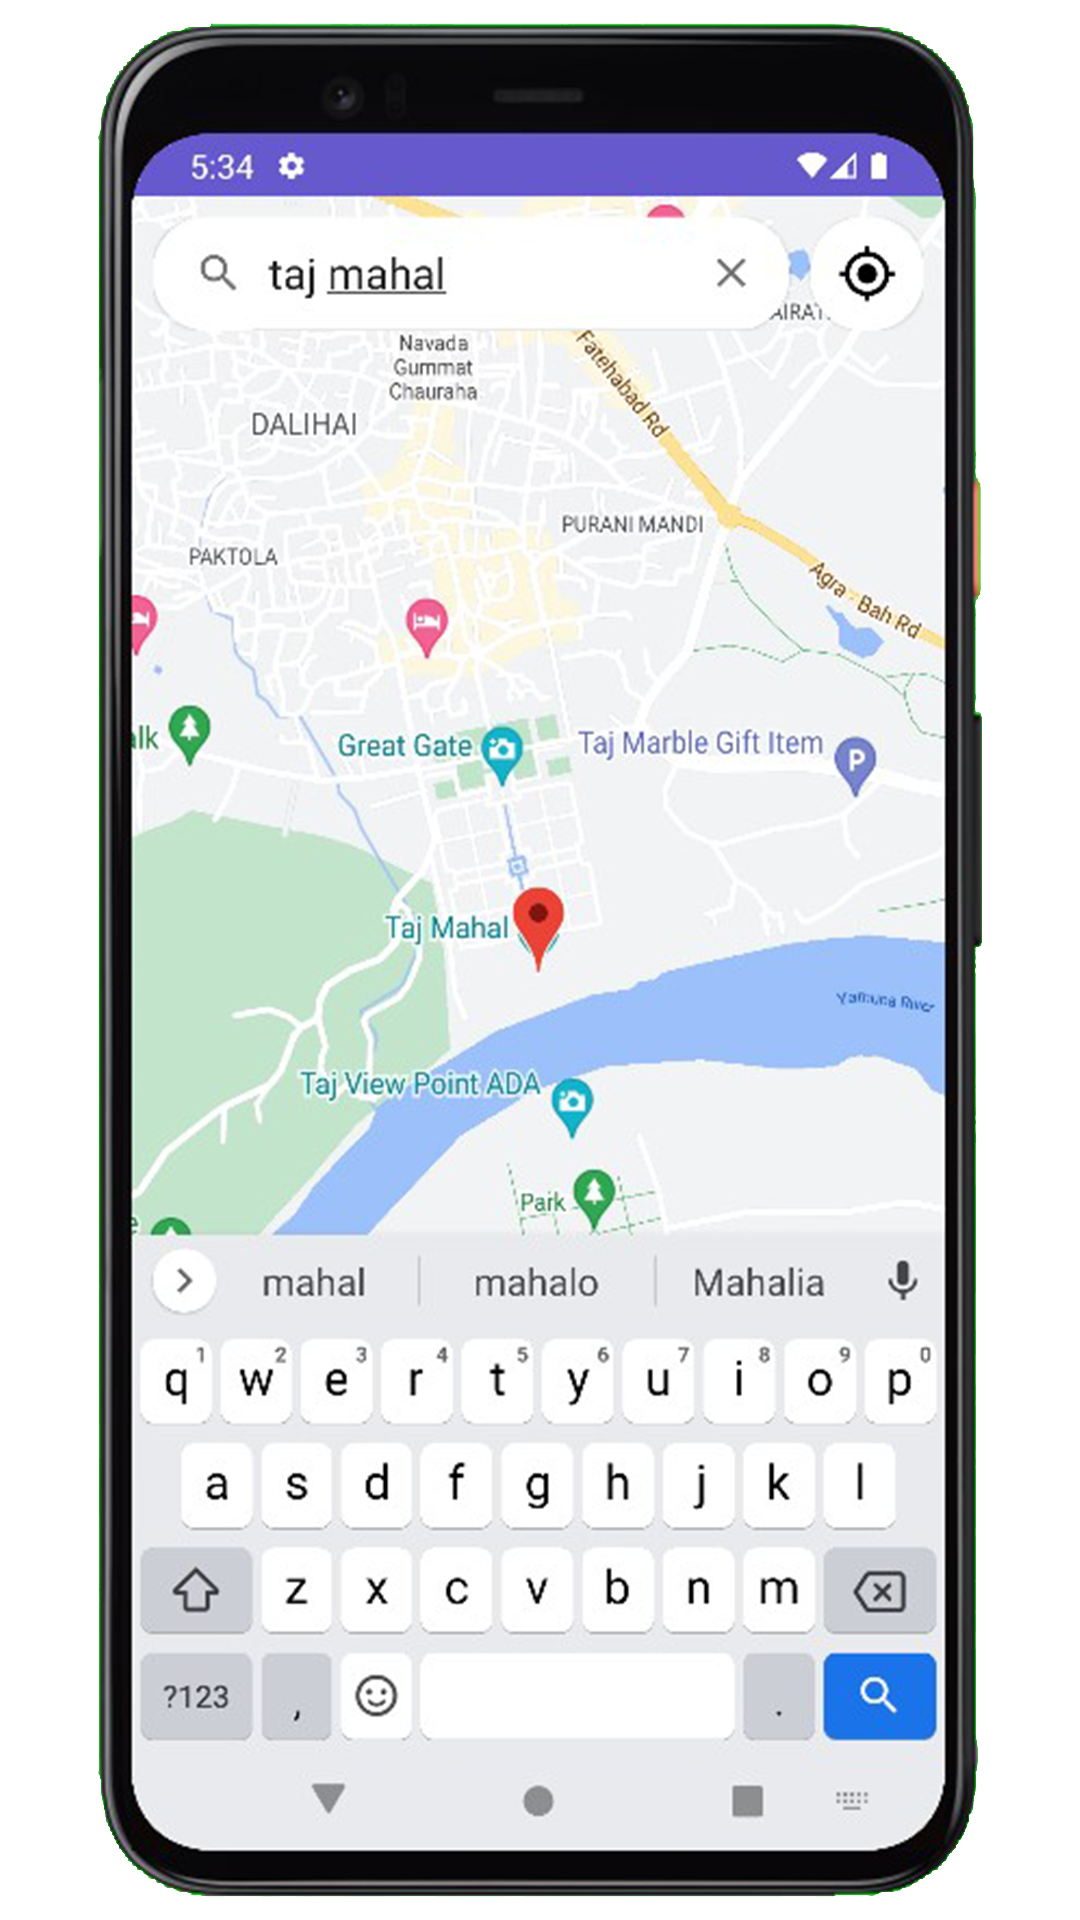 5:34
taj mahal
Navada
Gummat
Chauraha
Fatehabad Rd
DALIHAI
PURANI MANDI
PAKTOLA
Agra - Bah Rd
Great Gate
Taj Marble Gift Item
P
Taj Mahal
Yamuna River
Taj View Point ADA
Park
mahal mahalo Mahalia
1 2 3 4 5 6 7 8 9 0
q w e r t y u i o p
a s d f g h j k l
z x c v b n m
?123 , .